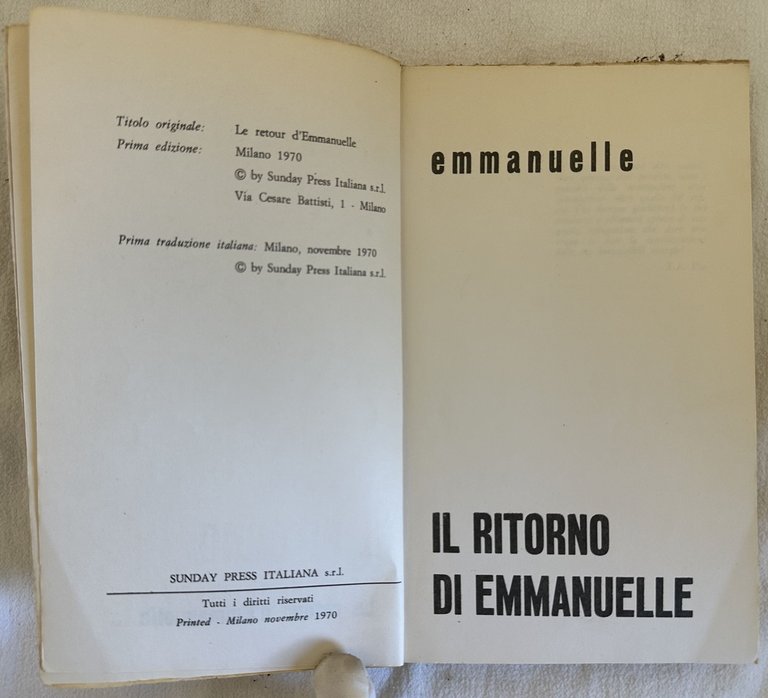 Titolo originale: Le retour d'Emmanuelle
Prima edizione: Milano 1970
© by Sunday Press Italiana s.r.l.
Via Cesare Battisti, 1 - Milano
Prima traduzione italiana: Milano, novembre 1970
© by Sunday Press Italiana s.r.l.
SUNDAY PRESS ITALIANA s.r.l.
Tutti i diritti riservati
Printed - Milano novembre 1970
emmanuelle
IL RITORNO
DI EMMANUELLE